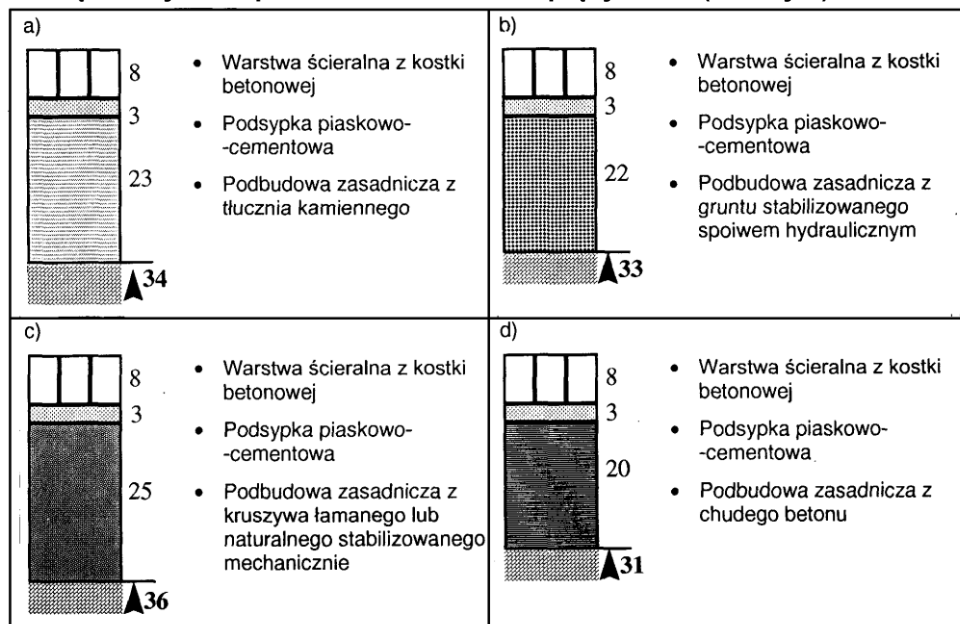 a)
8
3
23
34
• Warstwa ścieralna z kostki
betonowej
• Podsypka piaskowo-
-cementowa
• Podbudowa zasadnicza z
tłucznia kamiennego
b)
8
3
22
33
• Warstwa ścieralna z kostki
betonowej
• Podsypka piaskowo-
-cementowa
• Podbudowa zasadnicza z
gruntu stabilizowanego
spoiwem hydraulicznym
c)
8
3
25
36
• Warstwa ścieralna z kostki
betonowej
• Podsypka piaskowo-
-cementowa
• Podbudowa zasadnicza z
kruszywa łamanego lub
naturalnego stabilizowanego
mechanicznie
d)
8
3
20
31
• Warstwa ścieralna z kostki
betonowej
• Podsypka piaskowo-
-cementowa
• Podbudowa zasadnicza z
chudego betonu